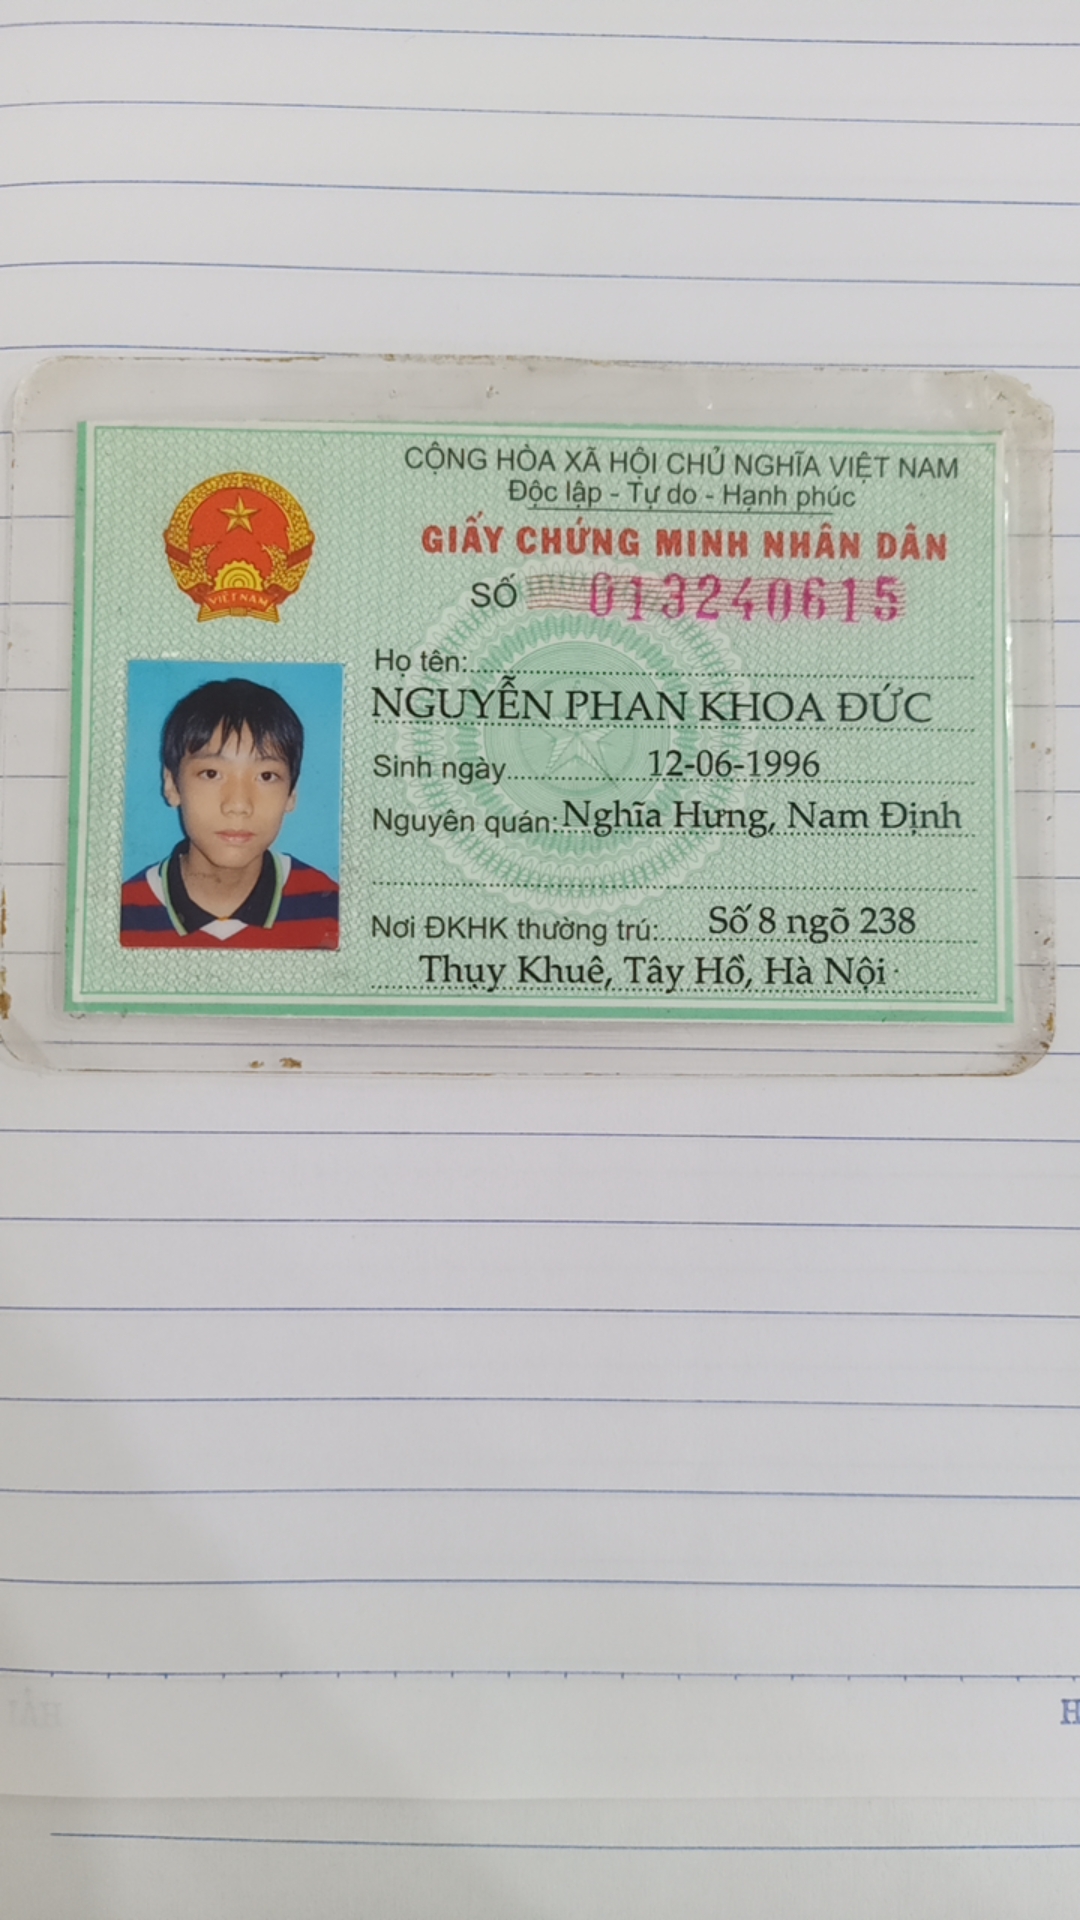 CỘNG HÒA XÃ HỘI CHỦ NGHĨA VIỆT NAM
Độc lập - Tự do - Hạnh phúc
GIẤY CHỨNG MINH NHÂN DÂN
SỐ 013240615
VIỆT NAM
Họ tên:
NGUYỄN PHAN KHOA ĐỨC
Sinh ngày 12-06-1996
Nguyên quán: Nghĩa Hưng, Nam Định
Nơi ĐKHK thường trú: Số 8 ngõ 238
Thụy Khuê, Tây Hồ, Hà Nội
H